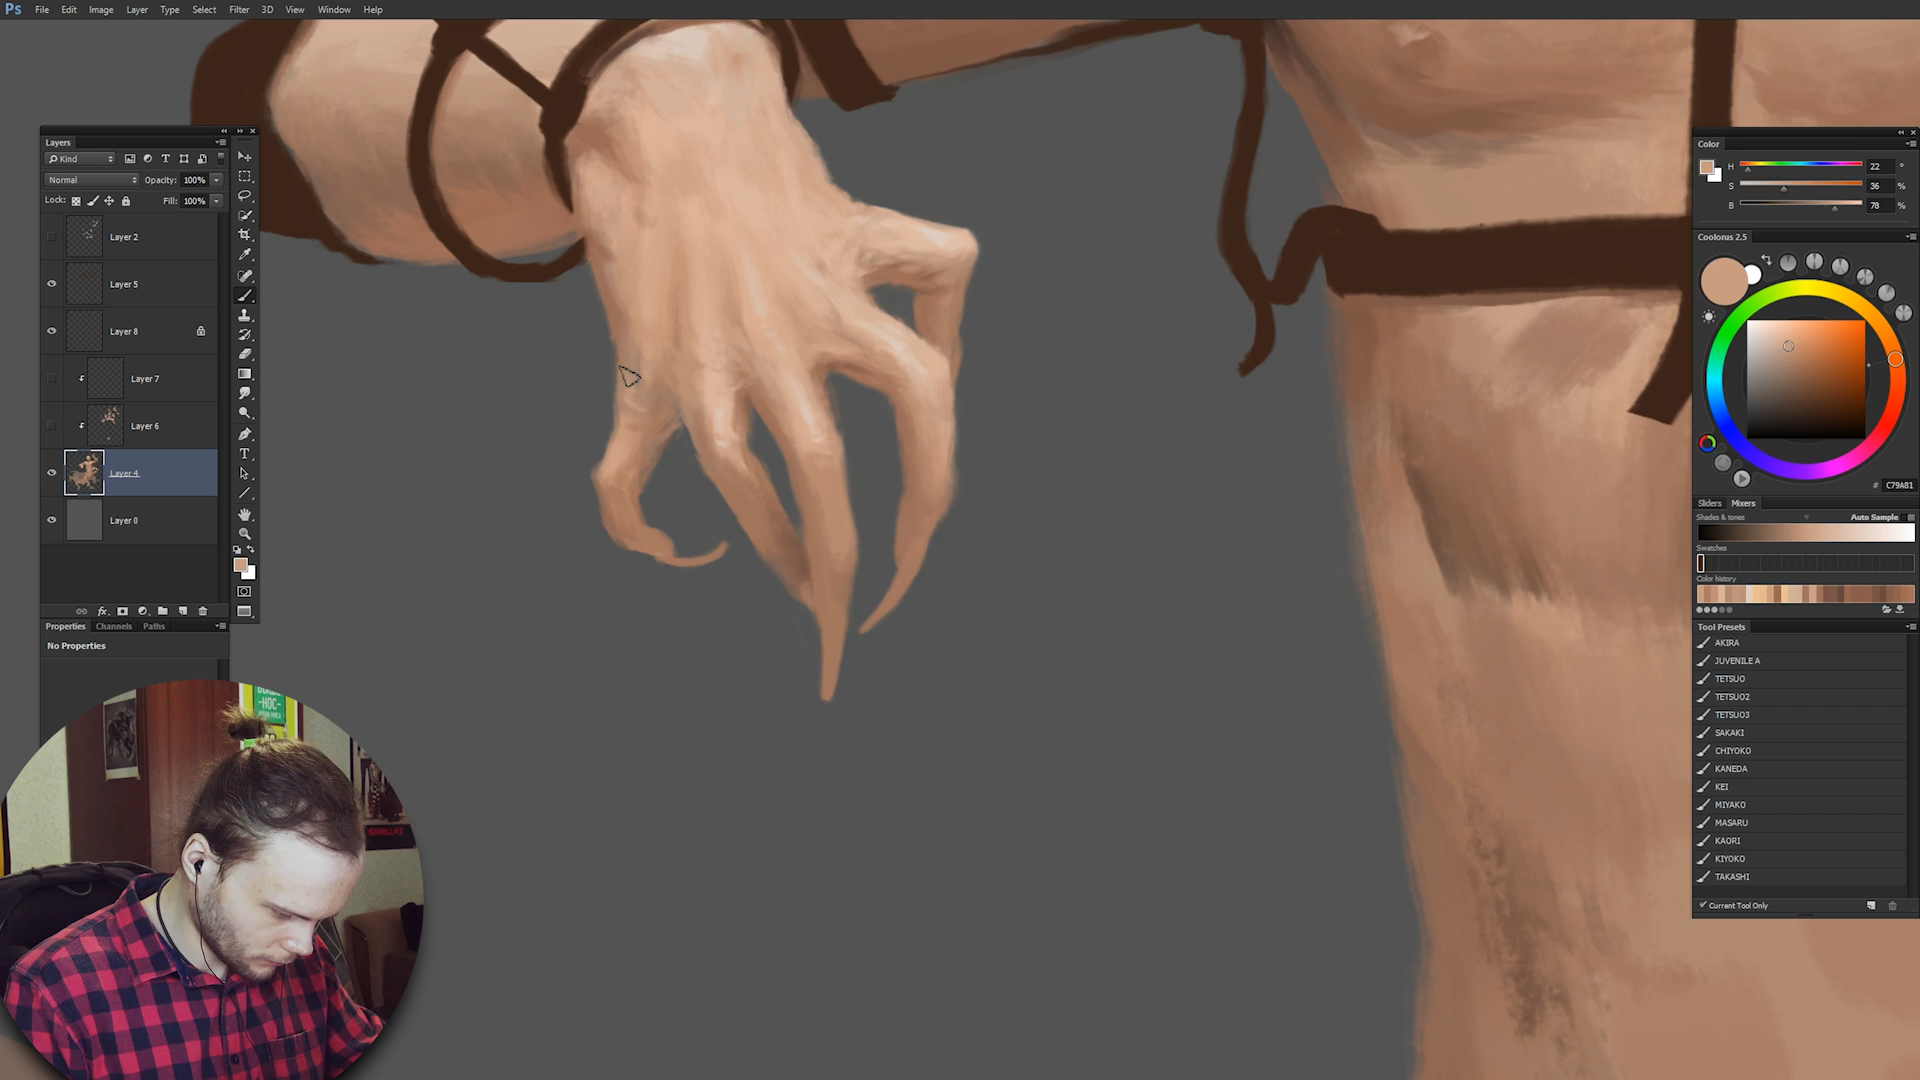 Ps File Edit Image Layer Type Select Filter 3D View Window Help
Layers
Kind
Normal Opacity: 100%
Lock: Fill: 100%
Layer 2
Layer 5
Layer 8
Layer 7
Layer 6
Layer 4
Layer 0
fx
Properties Channels Paths
No Properties
T
-HOC-
Color
H 22 °
S 36 %
B 78 %
Coolorus 2.5
# C79A81
Sliders Mixers
Shades & tones Auto Sample
Swatches
Color history
Tool Presets
AKIRA
JUVENILE A
TETSUO
TETSUO2
TETSUO3
SAKAKI
CHIYOKO
KANEDA
KEI
MIYAKO
MASARU
KAORI
KIYOKO
TAKASHI
Current Tool Only